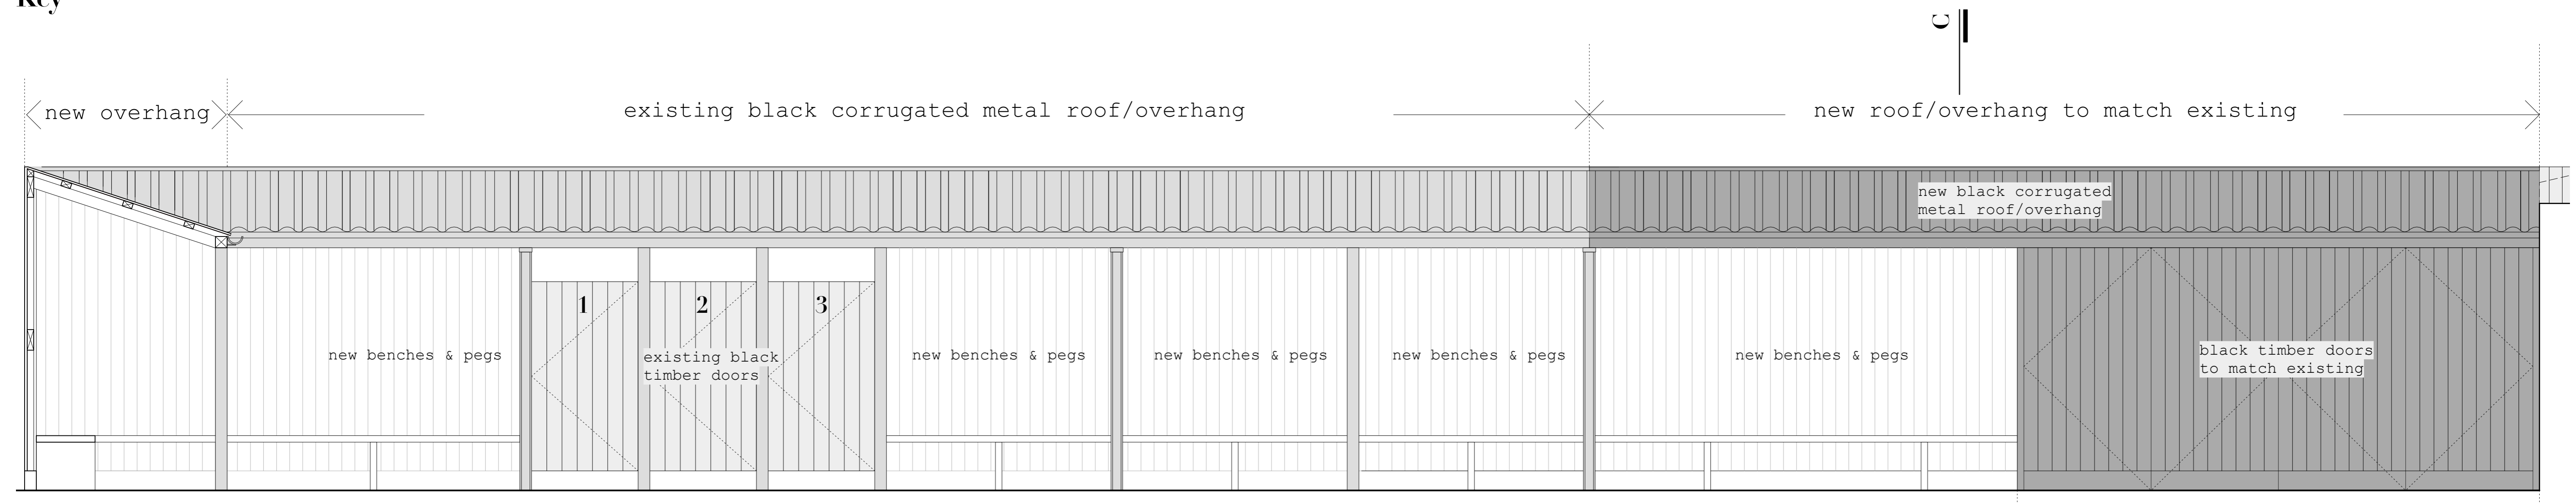 Key
C
new overhang
existing black corrugated metal roof/overhang
new roof/overhang to match existing
new black corrugated
metal roof/overhang
1
2
3
new benches & pegs
existing black
timber doors
new benches & pegs
new benches & pegs
new benches & pegs
new benches & pegs
black timber doors
to match existing